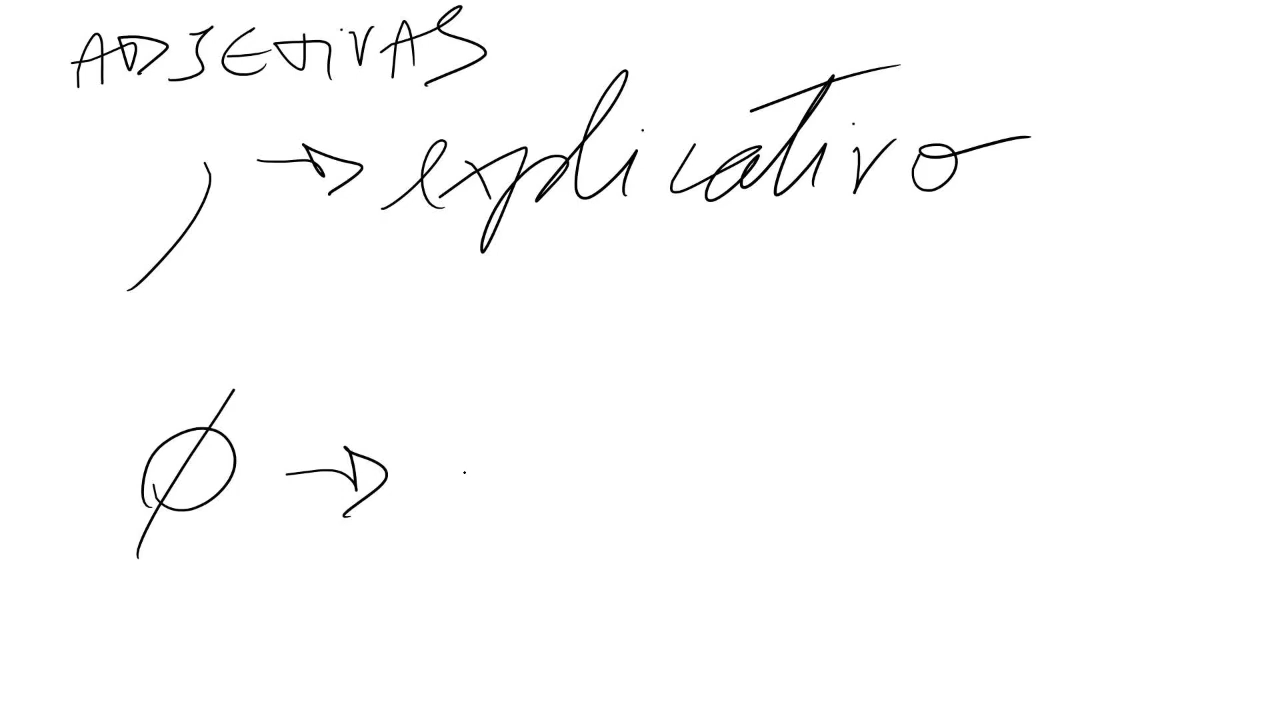 ADJETIVAS
, → explicativo
Ø →